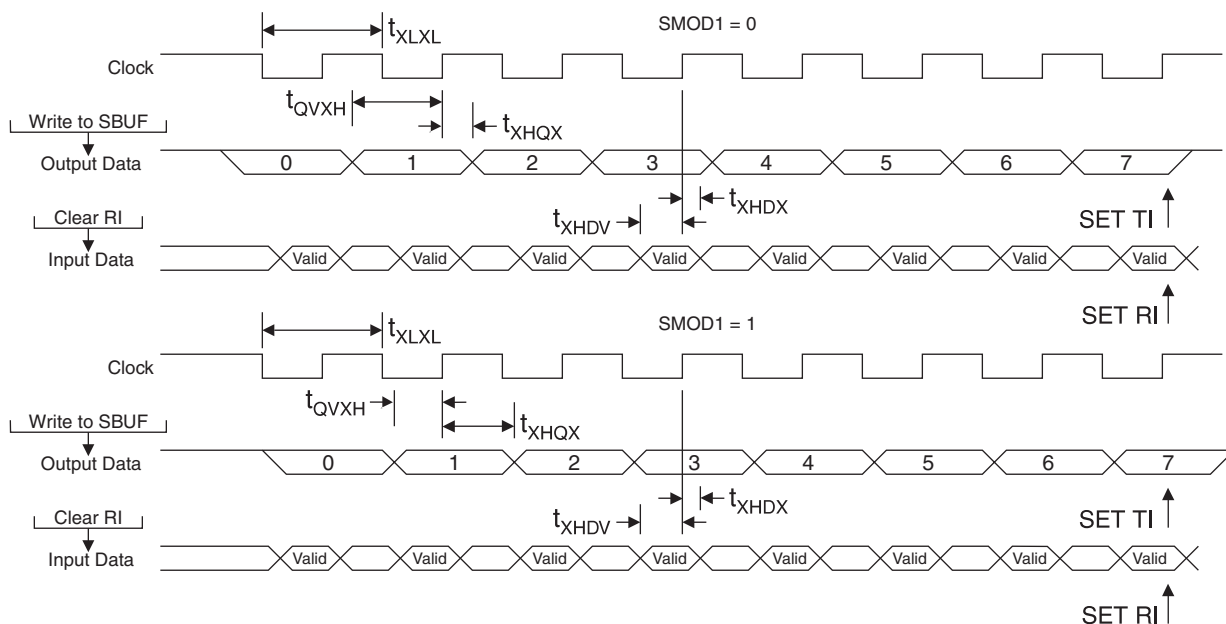 SMOD1 = 0
tXLXL
Clock
tQVXH
tXHQX
Write to SBUF
Output Data
0 1 2 3 4 5 6 7
tXHDX
tXHDV
SET TI
Clear RI
Input Data
Valid Valid Valid Valid Valid Valid Valid Valid
SET RI
SMOD1 = 1
tXLXL
Clock
tQVXH
tXHQX
Write to SBUF
Output Data
0 1 2 3 4 5 6 7
tXHDX
tXHDV
SET TI
Clear RI
Input Data
Valid Valid Valid Valid Valid Valid Valid Valid
SET RI